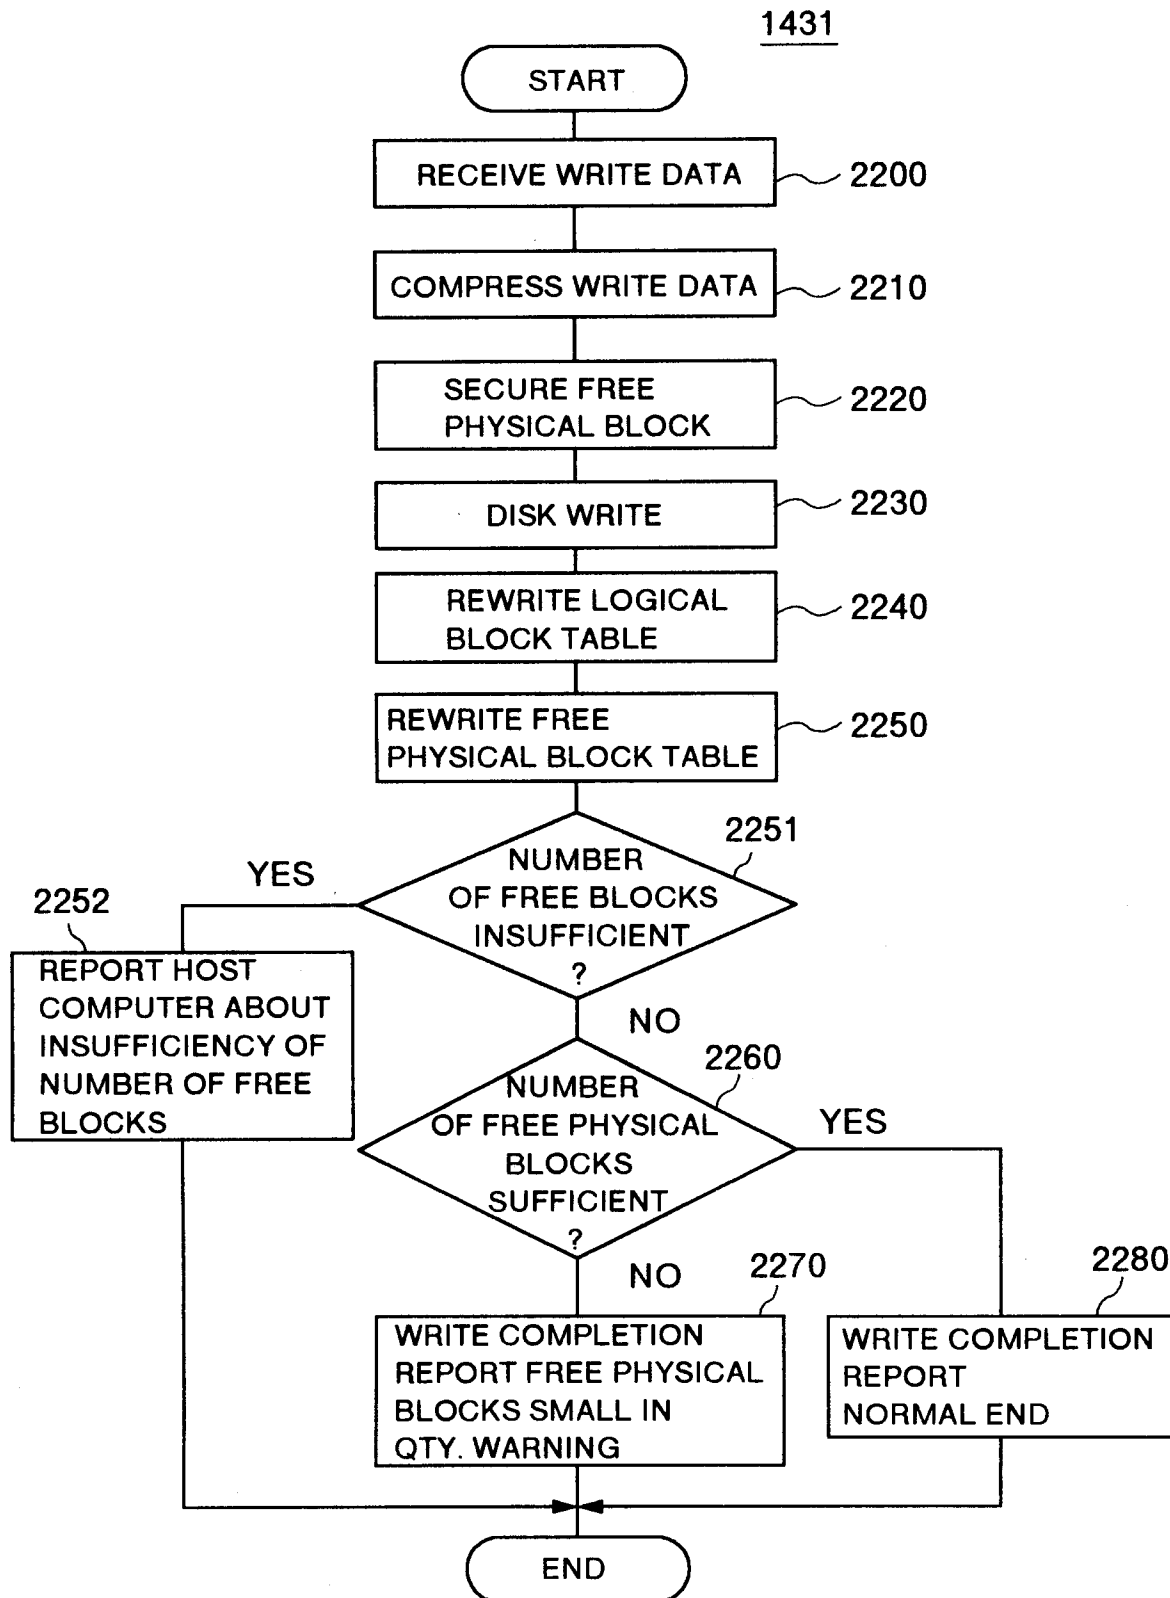 1431
START
RECEIVE WRITE DATA
2200
COMPRESS WRITE DATA
2210
SECURE FREE
PHYSICAL BLOCK
2220
DISK WRITE
2230
REWRITE LOGICAL
BLOCK TABLE
2240
REWRITE FREE
PHYSICAL BLOCK TABLE
2250
NUMBER
OF FREE BLOCKS
INSUFFICIENT
?
2251
YES
2252
REPORT HOST
COMPUTER ABOUT
INSUFFICIENCY OF
NUMBER OF FREE
BLOCKS
NO
NUMBER
OF FREE PHYSICAL
BLOCKS
SUFFICIENT
?
2260
YES
NO
2270
WRITE COMPLETION
REPORT FREE PHYSICAL
BLOCKS SMALL IN
QTY. WARNING
2280
WRITE COMPLETION
REPORT
NORMAL END
END